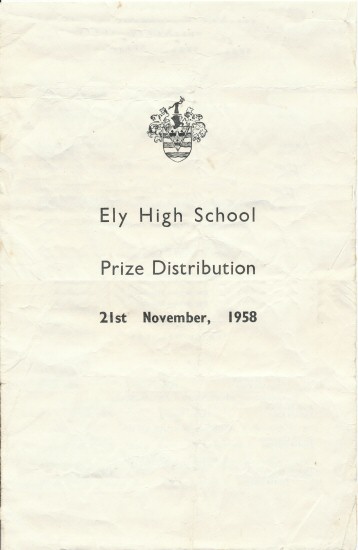 Ely High School
Prize Distribution
21st November, 1958